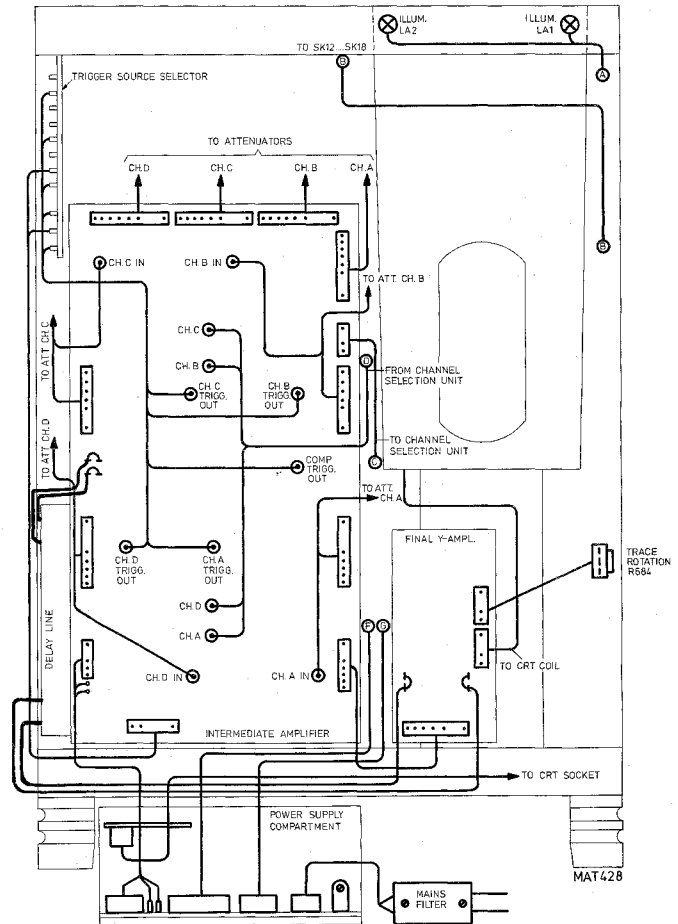 ILLUM.
LA2
ILLUM.
LA1
TO SK12....SK18
B
A
TRIGGER SOURCE SELECTOR
TO ATTENUATORS
CH.D
CH.C
CH.B
CH.A
B
CH.C IN
CH.B IN
TO ATT CH.B
TO ATT CH.C
CH.C
CH.B
D
FROM CHANNEL
SELECTION UNIT
CH.C
TRIGG.
OUT
CH.B
TRIGG.
OUT
TO ATT CH.D
TO CHANNEL
SELECTION UNIT
C
COMP
TRIGG.
OUT
TO ATT.
CH.A
FINAL Y-AMPL.
CH.D
TRIGG.
OUT
CH.A
TRIGG.
OUT
TRACE
ROTATION
R684
CH.D
CH.A
F
G
DELAY LINE
CH.D IN
CH.A IN
TO CRT COIL
INTERMEDIATE AMPLIFIER
TO CRT SOCKET
POWER SUPPLY
COMPARTMENT
MAT428
MAINS
FILTER